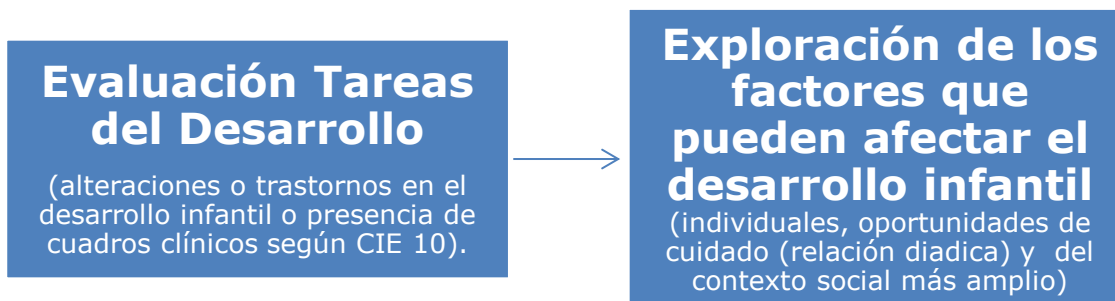 Evaluación Tareas
del Desarrollo
(alteraciones o trastornos en el
desarrollo infantil o presencia de
cuadros clínicos según CIE 10).
Exploración de los
factores que
pueden afectar el
desarrollo infantil
(individuales, oportunidades de
cuidado (relación diadica) y del
contexto social más amplio)